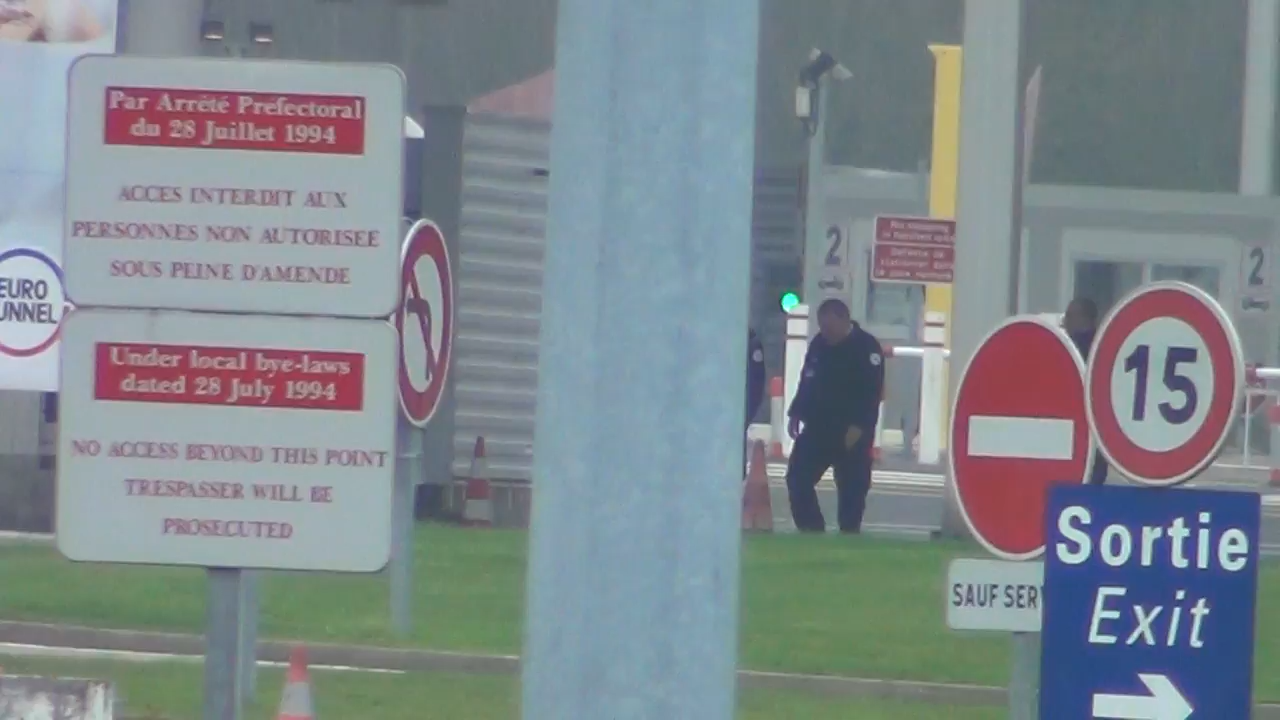 Par Arrêté Prefectoral
du 28 Juillet 1994
ACCES INTERDIT AUX
PERSONNES NON AUTORISEE
SOUS PEINE D'AMENDE
Under local bye-laws
dated 28 July 1994
NO ACCESS BEYOND THIS POINT
TRESPASSER WILL BE
PROSECUTED
EURO
UNNEL
2
No stopping
2
15
SAUF SER
Sortie
Exit